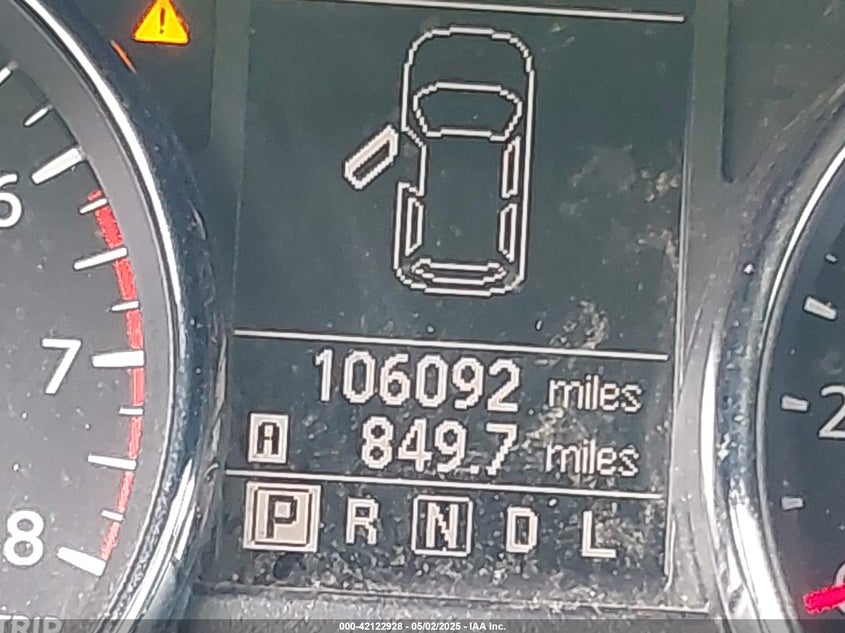 6
7
8
106092 miles
A 849.7 miles
P R N D L
2
TRIP
000-42122928 - 05/02/2025 - IAA Inc.